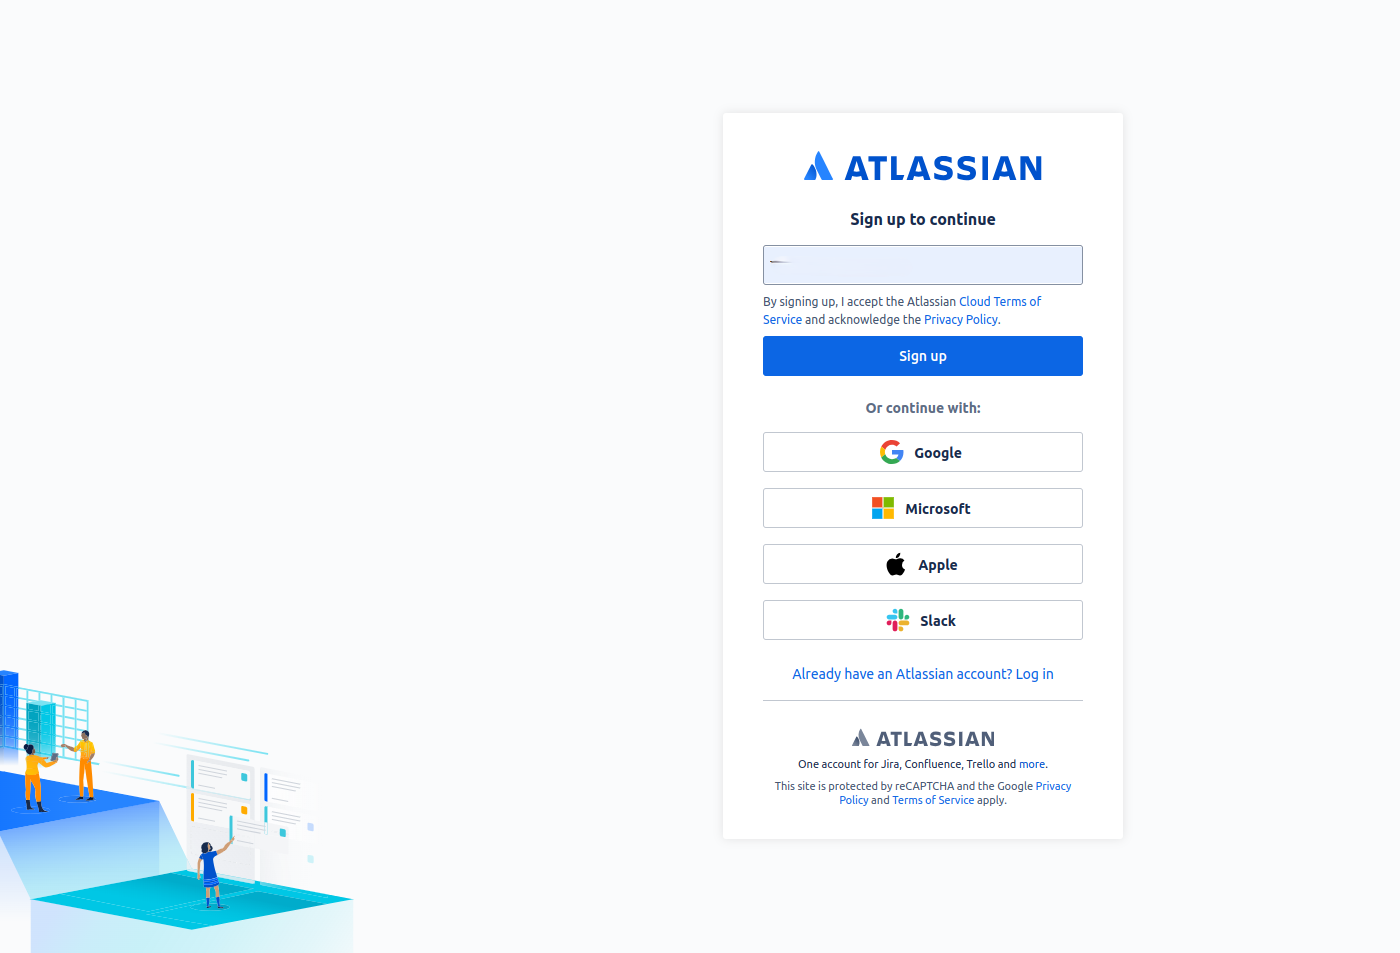 ATLASSIAN
Sign up to continue
By signing up, I accept the Atlassian Cloud Terms of
Service and acknowledge the Privacy Policy.
Sign up
Or continue with:
Google
Microsoft
Apple
Slack
Already have an Atlassian account? Log in
ATLASSIAN
One account for Jira, Confluence, Trello and more.
This site is protected by reCAPTCHA and the Google Privacy
Policy and Terms of Service apply.